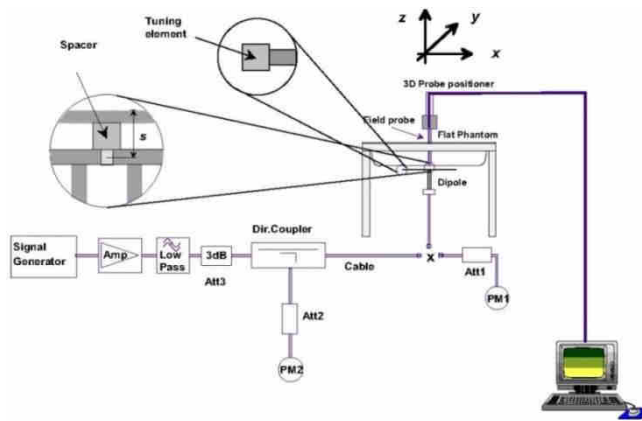 Tuning
element
Spacer
s
z
y
x
3D Probe positioner
Field probe
Flat Phantom
Dipole
Signal
Generator
Amp
Low
Pass
3dB
Att3
Dir.Coupler
Cable
x
Att1
PM1
Att2
PM2